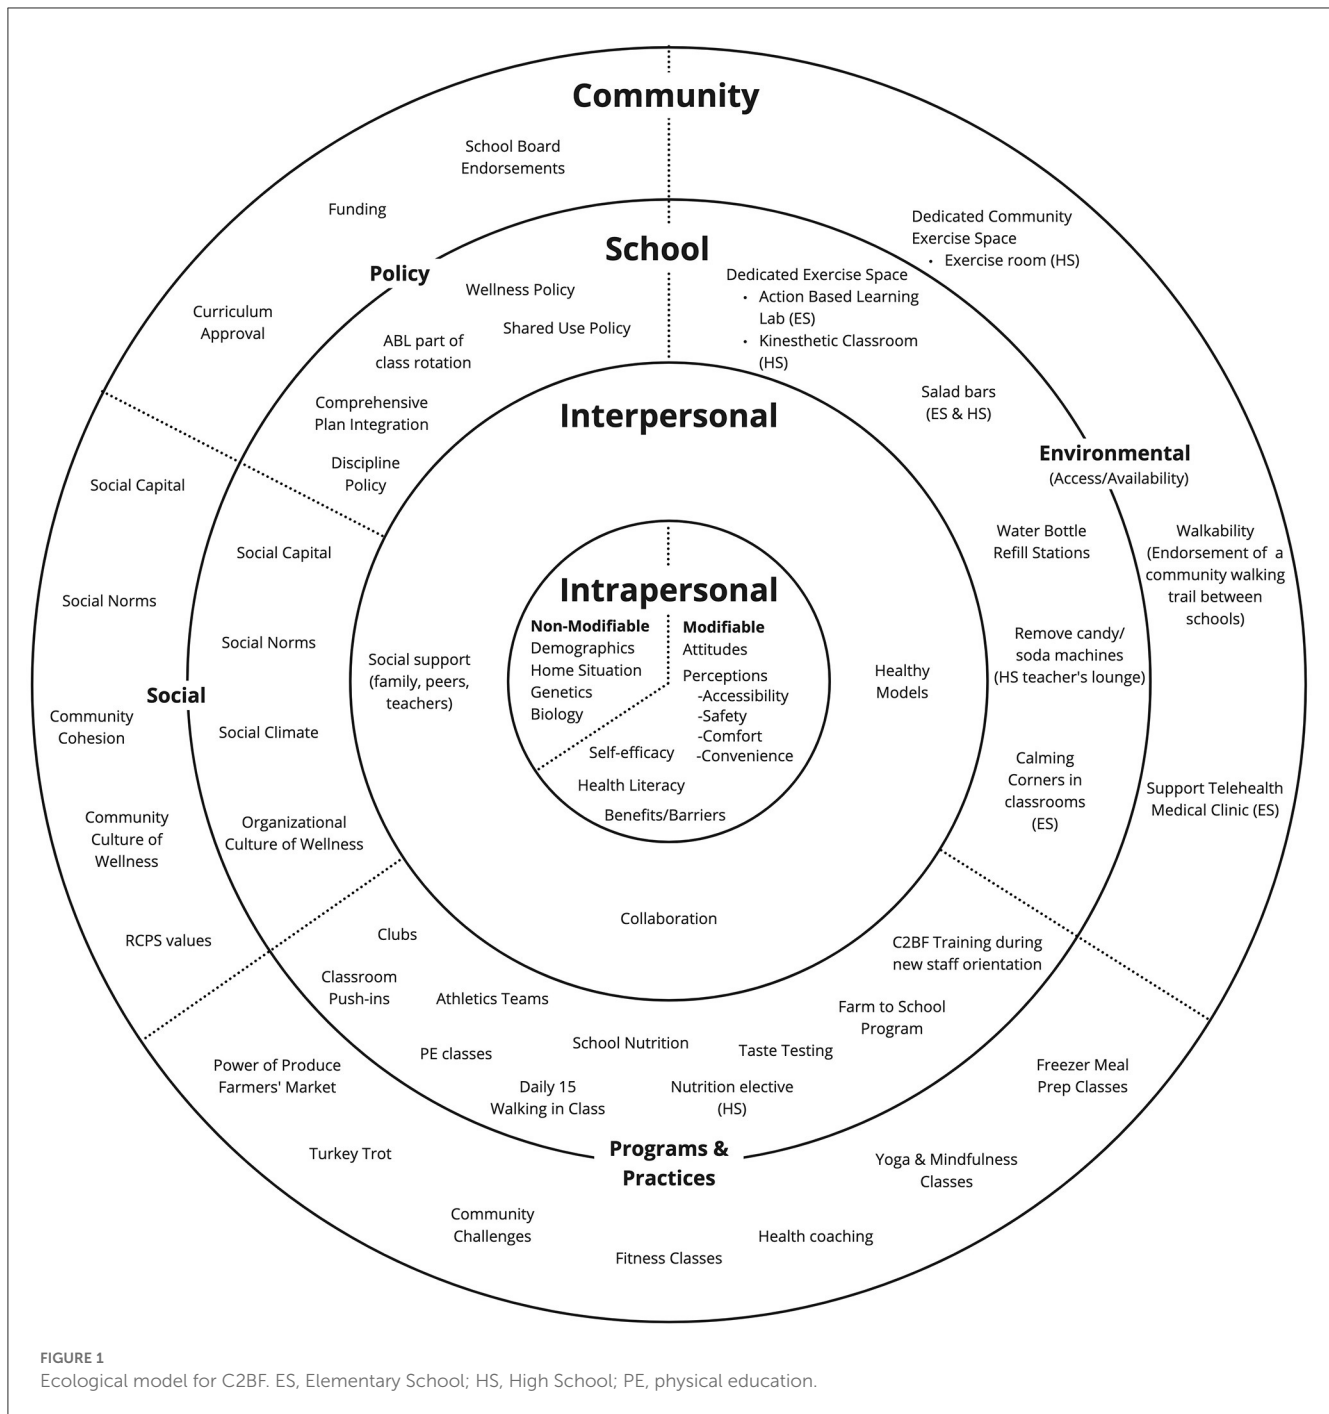 Community
School Board
Endorsements
Funding
Curriculum
Approval
Policy
Dedicated Community
Exercise Space
• Exercise room (HS)
School
Wellness Policy
Shared Use Policy
ABL part of
class rotation
Comprehensive
Plan Integration
Discipline
Policy
Dedicated Exercise Space
• Action Based Learning
Lab (ES)
• Kinesthetic Classroom
(HS)
Salad bars
(ES & HS)
Environmental
(Access/Availability)
Water Bottle
Refill Stations
Walkability
(Endorsement of a
community walking
trail between
schools)
Remove candy/
soda machines
(HS teacher's lounge)
Calming
Corners in
classrooms
(ES)
Support Telehealth
Medical Clinic (ES)
Interpersonal
Social support
(family, peers,
teachers)
Healthy
Models
Collaboration
Intrapersonal
Non-Modifiable
Demographics
Home Situation
Genetics
Biology
Modifiable
Attitudes
Perceptions
-Accessibility
-Safety
-Comfort
-Convenience
Self-efficacy
Health Literacy
Benefits/Barriers
Social Capital
Social Norms
Social
Community
Cohesion
Community
Culture of
Wellness
RCPS values
Social Capital
Social Norms
Social Climate
Organizational
Culture of Wellness
Clubs
Classroom
Push-ins
Athletics Teams
PE classes
School Nutrition
Daily 15
Walking in Class
Taste Testing
Nutrition elective
(HS)
Farm to School
Program
C2BF Training during
new staff orientation
Programs &
Practices
Power of Produce
Farmers' Market
Turkey Trot
Community
Challenges
Fitness Classes
Health coaching
Yoga & Mindfulness
Classes
Freezer Meal
Prep Classes
FIGURE 1
Ecological model for C2BF. ES, Elementary School; HS, High School; PE, physical education.